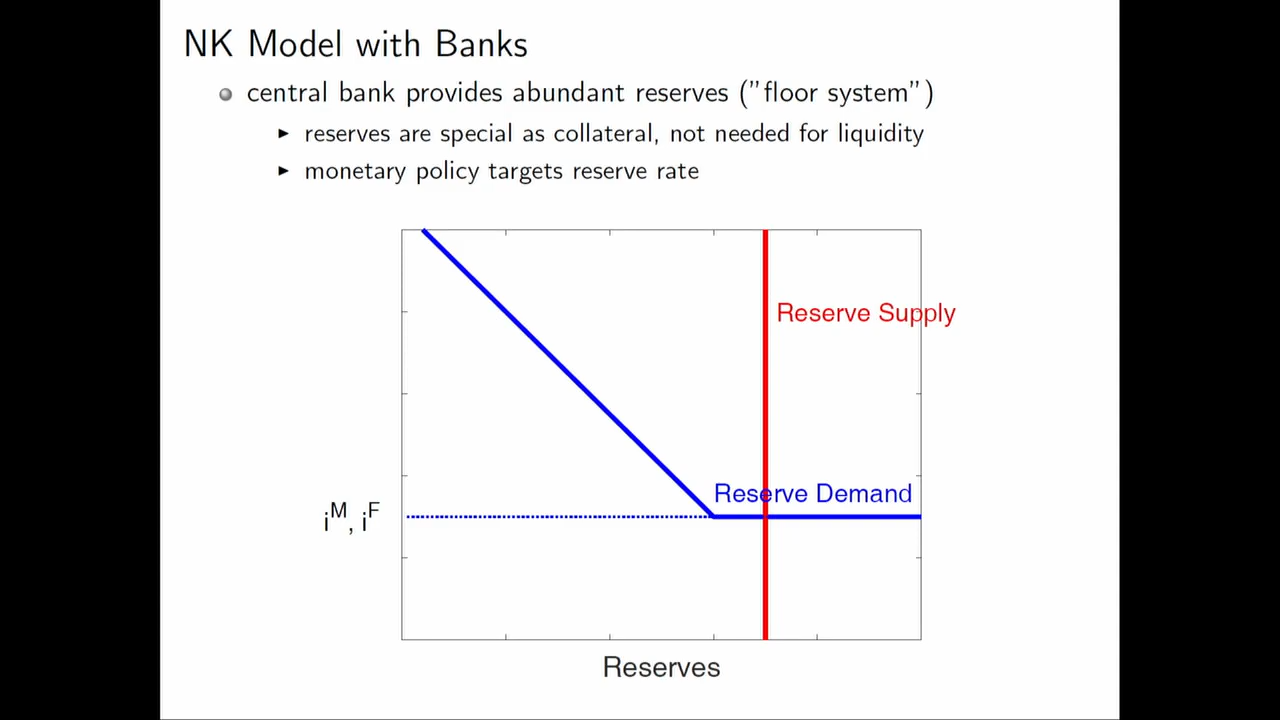 NK Model with Banks
central bank provides abundant reserves ("floor system")
reserves are special as collateral, not needed for liquidity
monetary policy targets reserve rate
Reserve Supply
Reserve Demand
i^M, i^F
Reserves